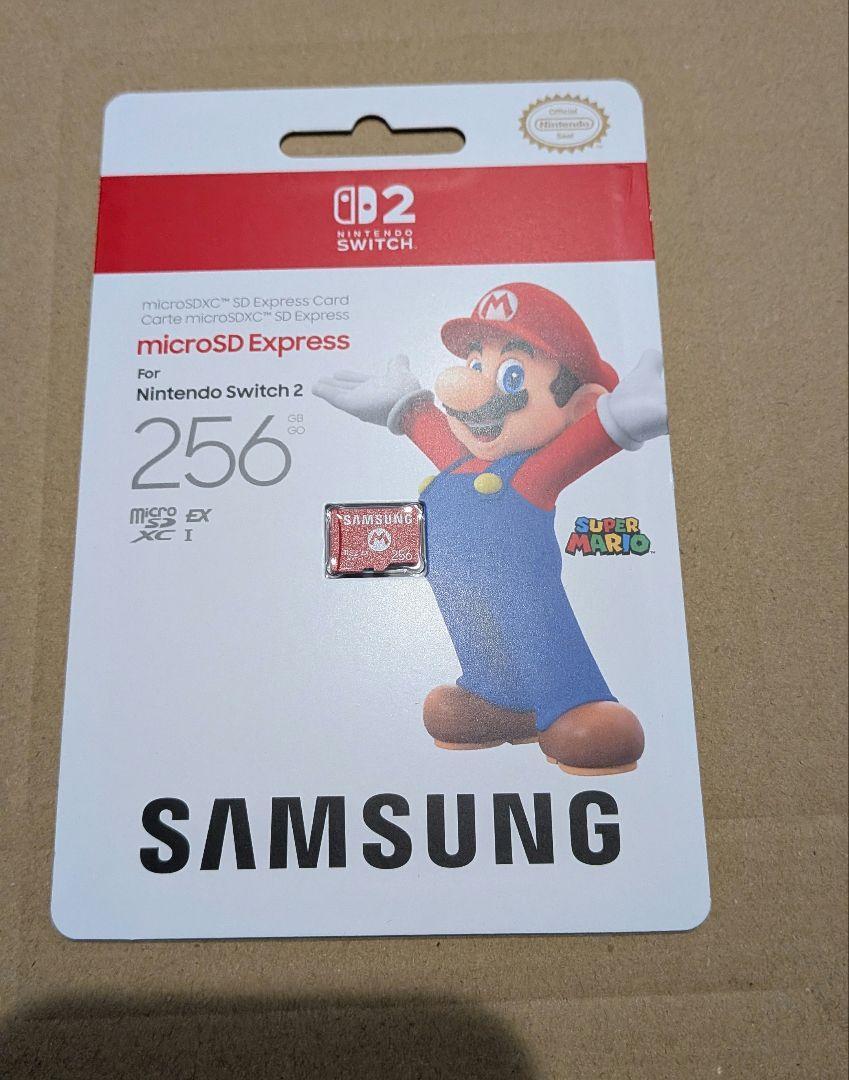 Official
Nintendo
Seal
2
NINTENDO
SWITCH
microSDXC™ SD Express Card
Carte microSDXC™ SD Express
microSD Express
For
Nintendo Switch 2
256 GB
GO
micro SD EX
XC I
M
SAMSUNG
M
256
SUPER
MARIO™
SAMSUNG